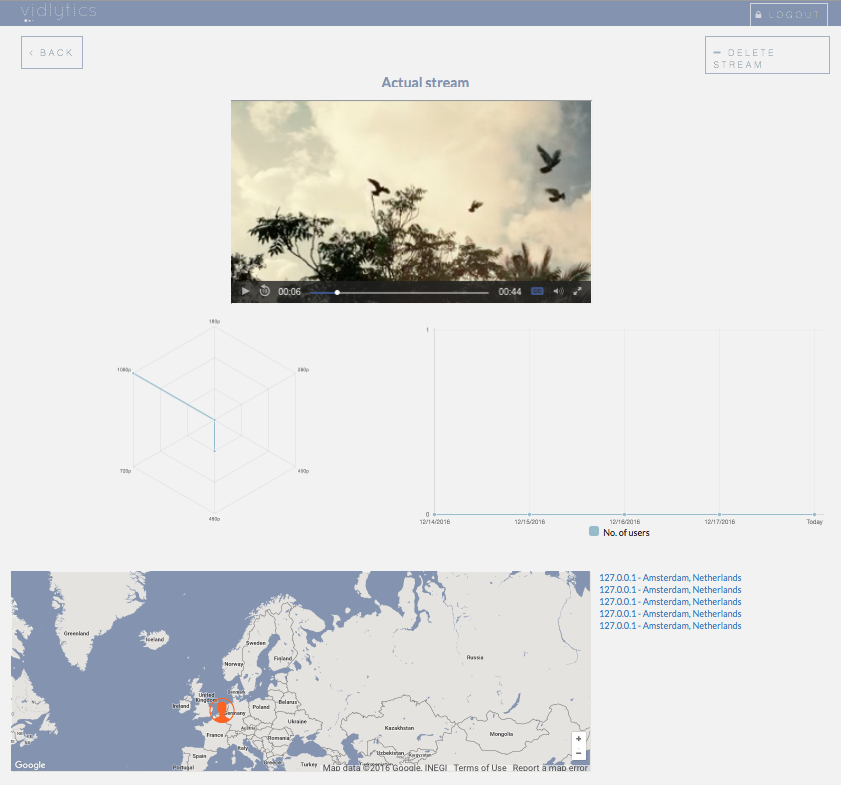 vidlytics
LOGOUT
< BACK
DELETE
STREAM
Actual stream
00:06
00:44
CC
180p
1080p
720p
480p
1
0
12/14/2016
12/15/2016
12/16/2016
12/17/2016
Today
No. of users
Greenland
Iceland
Sweden
Finland
Norway
Russia
United
Kingdom
Denmark
Ireland
Germany
Poland
Belarus
Ukraine
France
Austria
Romania
Italy
Spain
Portugal
Greece
Turkey
Kazakhstan
Uzbekistan
Kyrgyzstan
Mongolia
+
−
Google
Map data ©2016 Google, INEGI
Terms of Use
Report a map error
127.0.0.1 - Amsterdam, Netherlands
127.0.0.1 - Amsterdam, Netherlands
127.0.0.1 - Amsterdam, Netherlands
127.0.0.1 - Amsterdam, Netherlands
127.0.0.1 - Amsterdam, Netherlands